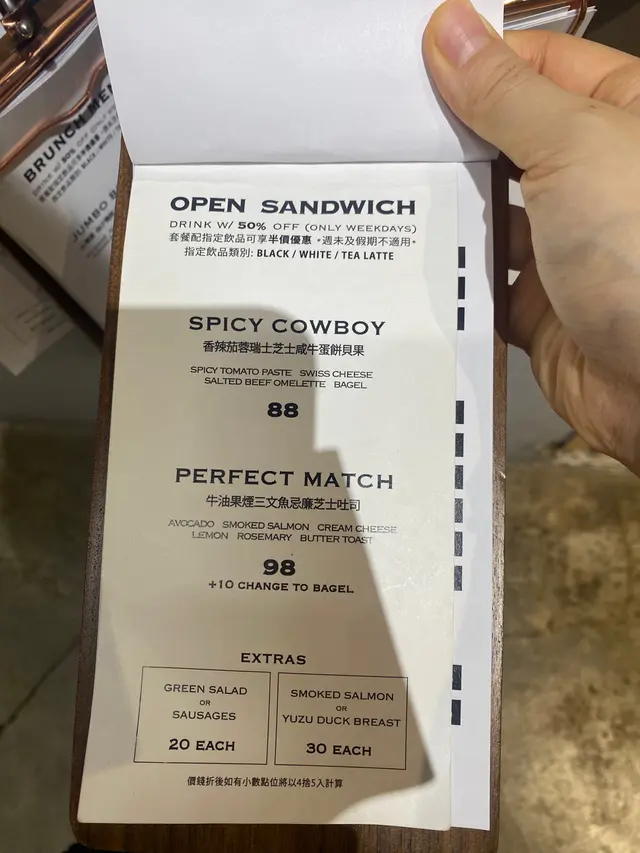 BRUNCH MEN
JUMBO B
OPEN SANDWICH
DRINK W/ 50% OFF (ONLY WEEKDAYS)
套餐配指定飲品可享半價優惠。週末及假期不適用。
指定飲品類別: BLACK / WHITE / TEA LATTE
SPICY COWBOY
香辣茄蓉瑞士芝士咸牛蛋餅貝果
SPICY TOMATO PASTE SWISS CHEESE
SALTED BEEF OMELETTE BAGEL
88
PERFECT MATCH
牛油果煙三文魚忌廉芝士吐司
AVOCADO SMOKED SALMON CREAM CHEESE
LEMON ROSEMARY BUTTER TOAST
98
+10 CHANGE TO BAGEL
EXTRAS
GREEN SALAD
OR
SAUSAGES
20 EACH
SMOKED SALMON
OR
YUZU DUCK BREAST
30 EACH
價錢折後如有小數點位將以4捨5入計算